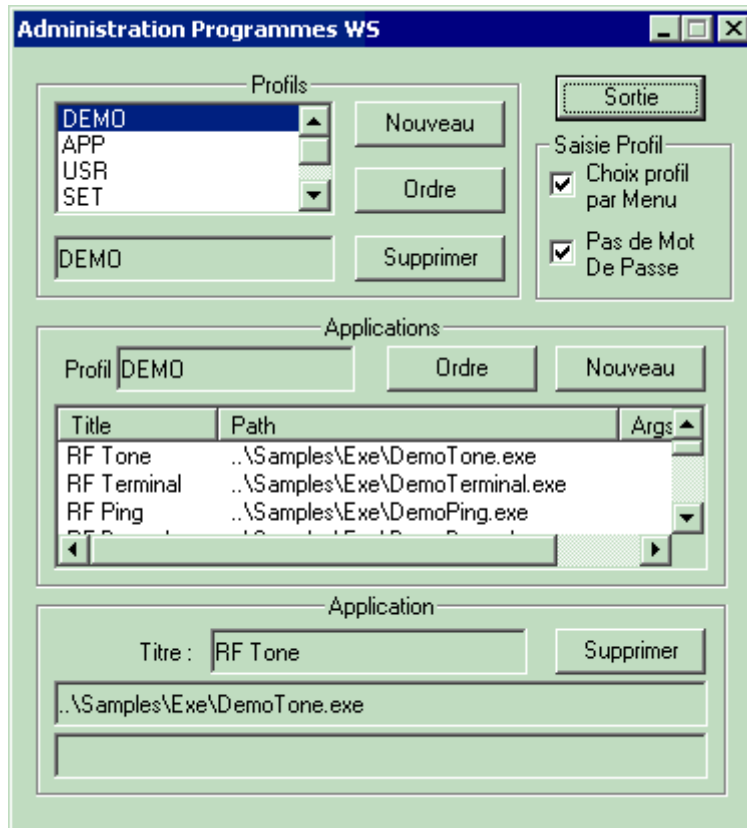 Administration Programmes WS
Profils
DEMO
APP
USR
SET
DEMO
Nouveau
Ordre
Supprimer
Sortie
Saisie Profil
Choix profil
par Menu
Pas de Mot
De Passe
Applications
Profil DEMO
Ordre
Nouveau
Title Path Args
RF Tone ..\Samples\Exe\DemoTone.exe
RF Terminal ..\Samples\Exe\DemoTerminal.exe
RF Ping ..\Samples\Exe\DemoPing.exe
Application
Titre : RF Tone
Supprimer
..\Samples\Exe\DemoTone.exe